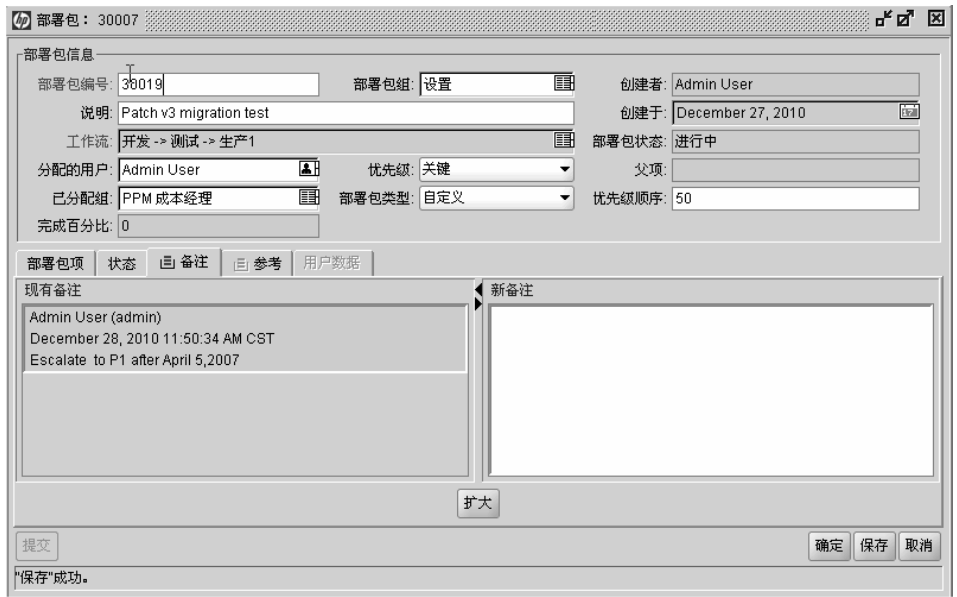 部署包： 30007
部署包信息
部署包编号: 30019 部署包组: 设置 创建者: Admin User
说明: Patch v3 migration test 创建于: December 27, 2010
工作流: 开发 -> 测试 -> 生产1 部署包状态: 进行中
分配的用户: Admin User 优先级: 关键 父项:
已分配组: PPM 成本经理 部署包类型: 自定义 优先级顺序: 50
完成百分比: 0
部署包项 状态 备注 参考 用户数据
现有备注 新备注
Admin User (admin)
December 28, 2010 11:50:34 AM CST
Escalate to P1 after April 5,2007
扩大
提交 确定 保存 取消
"保存"成功。